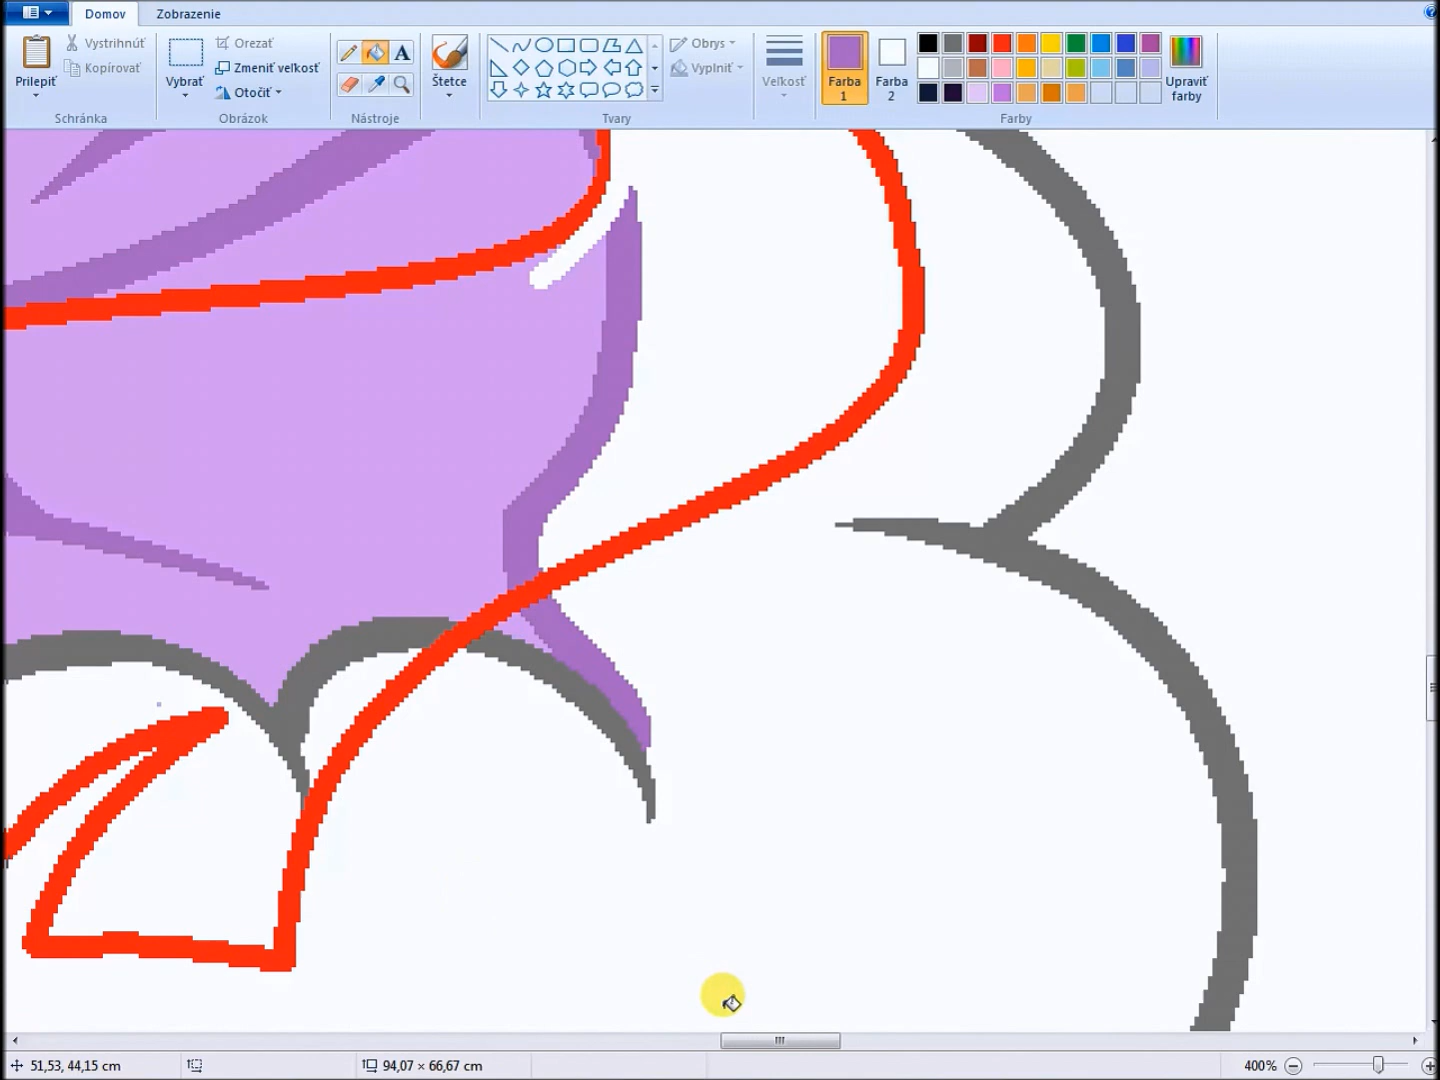 Domov
Zobrazenie
Prilepiť
Vystrihnúť
Kopírovať
Schránka
Vybrať
Orezať
Zmeniť veľkosť
Otočiť
Obrázok
A
Nástroje
Štetce
Obrys
Vyplniť
Tvary
Veľkosť
Farba
1
Farba
2
Upraviť
farby
Farby
51,53, 44,15 cm
94,07 × 66,67 cm
400%